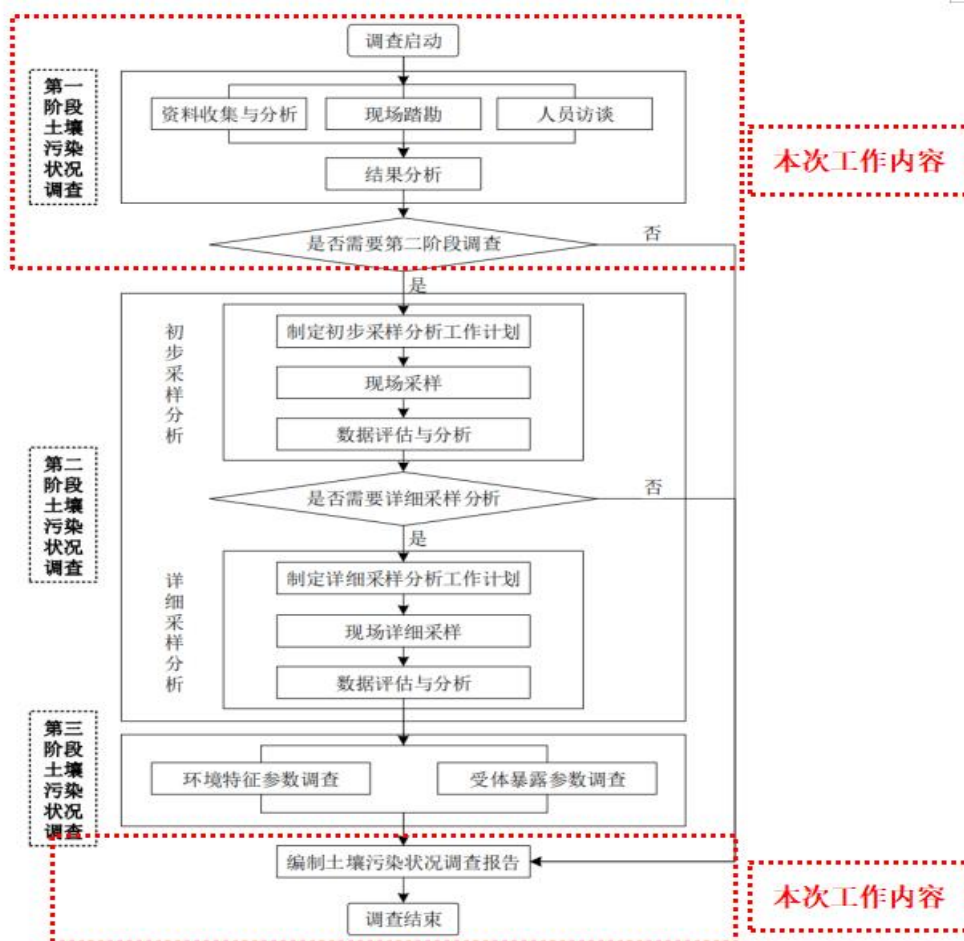 调查启动
第一
阶段
土壤
污染
状况
调查
资料收集与分析
现场踏勘
人员访谈
本次工作内容
结果分析
是否需要第二阶段调查
否
是
初步采样分析
制定初步采样分析工作计划
现场采样
数据评估与分析
第二
阶段
土壤
污染
状况
调查
是否需要详细采样分析
否
是
详细采样分析
制定详细采样分析工作计划
现场详细采样
数据评估与分析
第三
阶段
土壤
污染
状况
调查
环境特征参数调查
受体暴露参数调查
编制土壤污染状况调查报告
本次工作内容
调查结束